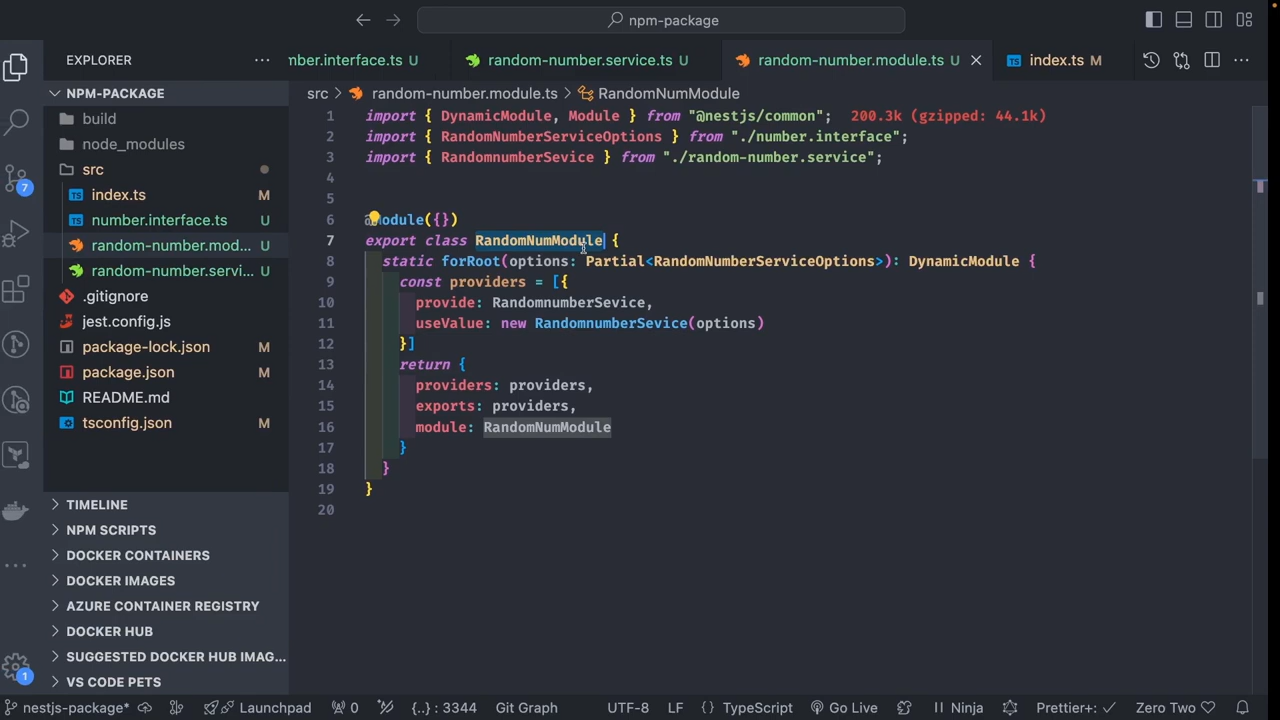 npm-package
EXPLORER
NPM-PACKAGE
build
node_modules
src
index.ts M
number.interface.ts U
random-number.mod... U
random-number.servi... U
.gitignore
jest.config.js
package-lock.json M
package.json M
README.md
tsconfig.json M
TIMELINE
NPM SCRIPTS
DOCKER CONTAINERS
DOCKER IMAGES
AZURE CONTAINER REGISTRY
DOCKER HUB
SUGGESTED DOCKER HUB IMAG...
VS CODE PETS
7
1
mber.interface.ts U random-number.service.ts U random-number.module.ts U index.ts M
src > random-number.module.ts > RandomNumModule
1 import { DynamicModule, Module } from "@nestjs/common"; 200.3k (gzipped: 44.1k)
2 import { RandomNumberServiceOptions } from "./number.interface";
3 import { RandomnumberSevice } from "./random-number.service";
4
5
6 @Module({})
7 export class RandomNumModule {
8 static forRoot(options: Partial<RandomNumberServiceOptions>): DynamicModule {
9 const providers = [{
10 provide: RandomnumberSevice,
11 useValue: new RandomnumberSevice(options)
12 }]
13 return {
14 providers: providers,
15 exports: providers,
16 module: RandomNumModule
17 }
18 }
19 }
20
nestjs-package* Launchpad 0 {..} : 3344 Git Graph UTF-8 LF {} TypeScript Go Live Ninja Prettier+: Zero Two